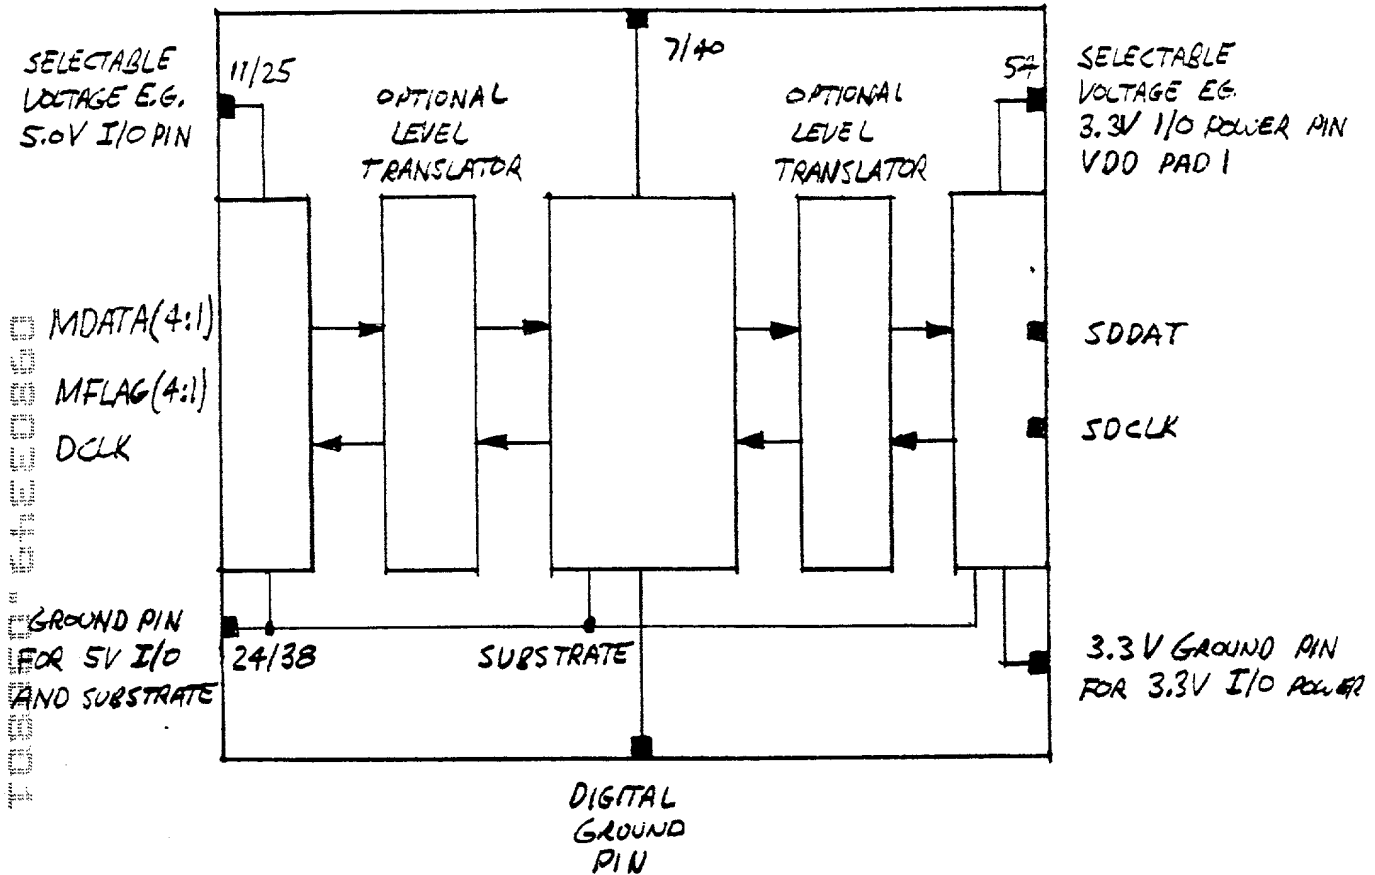 SELECTABLE
VOLTAGE E.G.
5.0V I/O PIN
11/25
7/40
54
SELECTABLE
VOLTAGE EG.
3.3V I/O POWER PIN
VDD PAD 1
OPTIONAL
LEVEL
TRANSLATOR
OPTIONAL
LEVEL
TRANSLATOR
MDATA(4:1)
MFLAG(4:1)
DCLK
SDDAT
SDCLK
GROUND PIN
FOR 5V I/O
AND SUBSTRATE
24/38
SUBSTRATE
3.3V GROUND PIN
FOR 3.3V I/O POWER
DIGITAL
GROUND
PIN